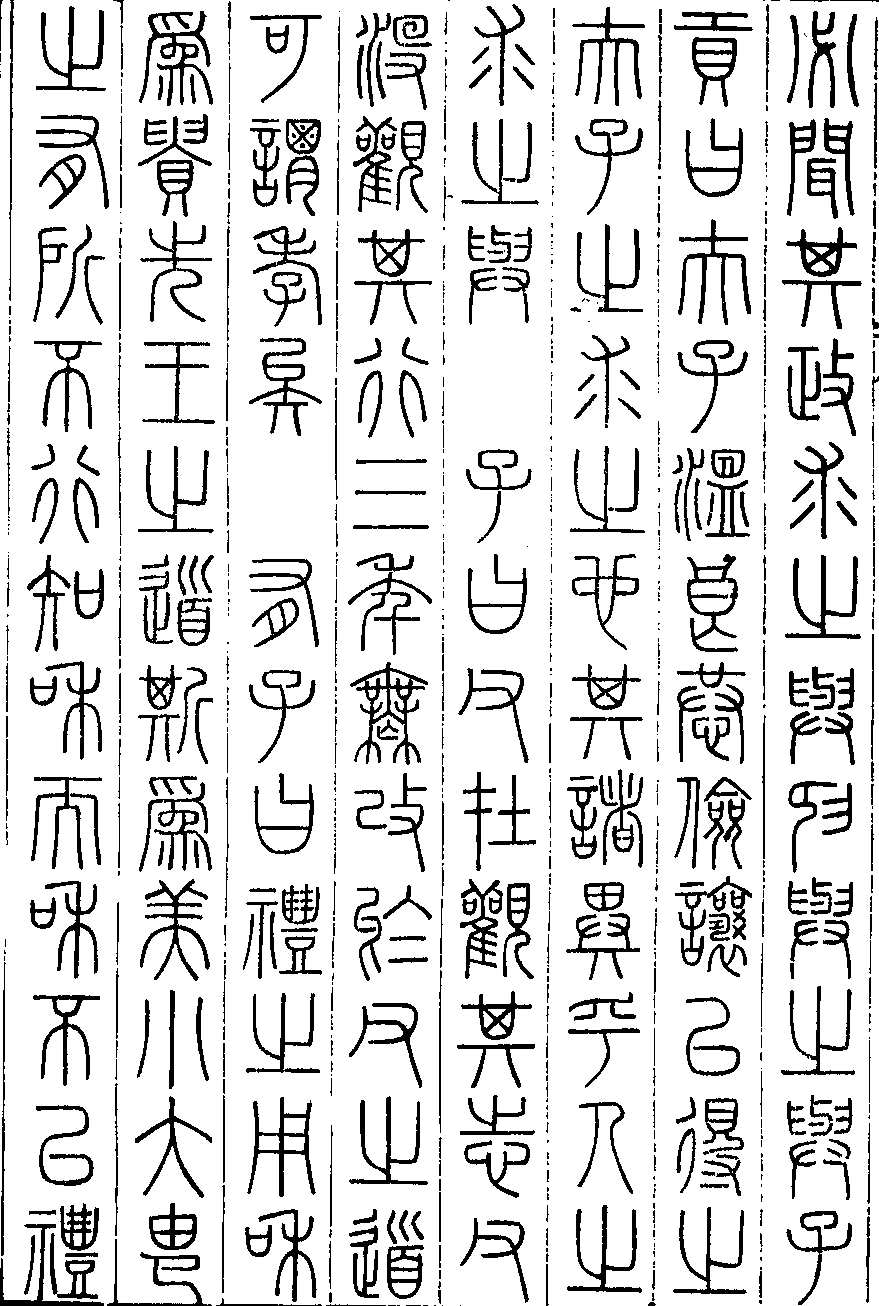 必聞其政求之與抑與之與子
貢曰夫子溫良恭儉讓以得之
夫子之求之也其諸異乎人之
求之與　子曰父在觀其志父
沒觀其行三年無改於父之道
可謂孝矣　有子曰禮之用和
爲貴先王之道斯爲美小大由
之有所不行知和而和不以禮